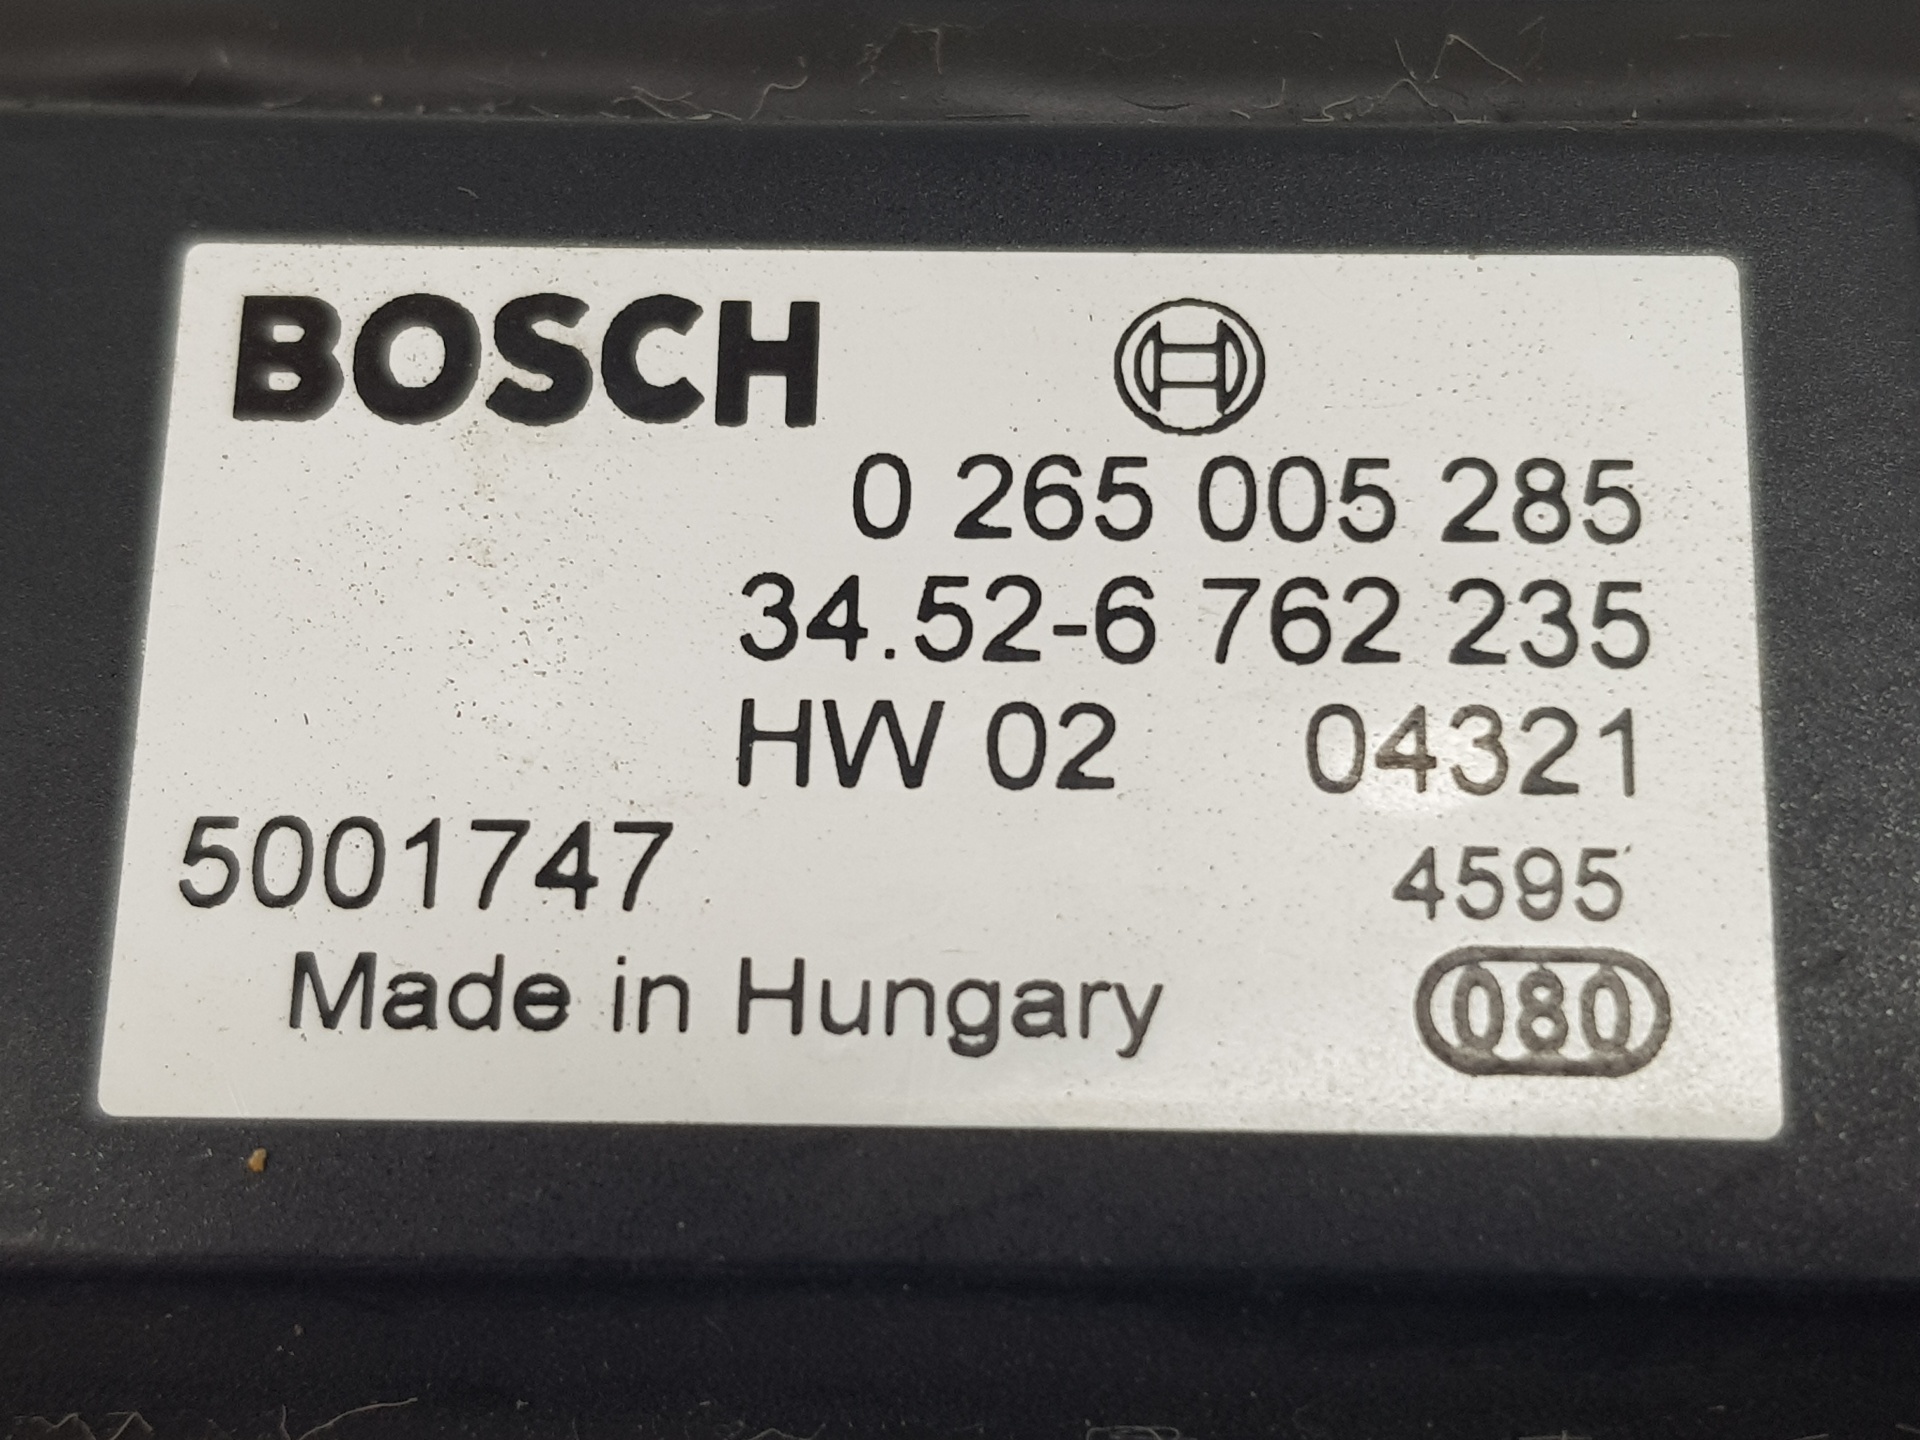 BOSCH
0 265 005 285
34.52-6 762 235
HW 02 04321
5001747 4595
Made in Hungary 080